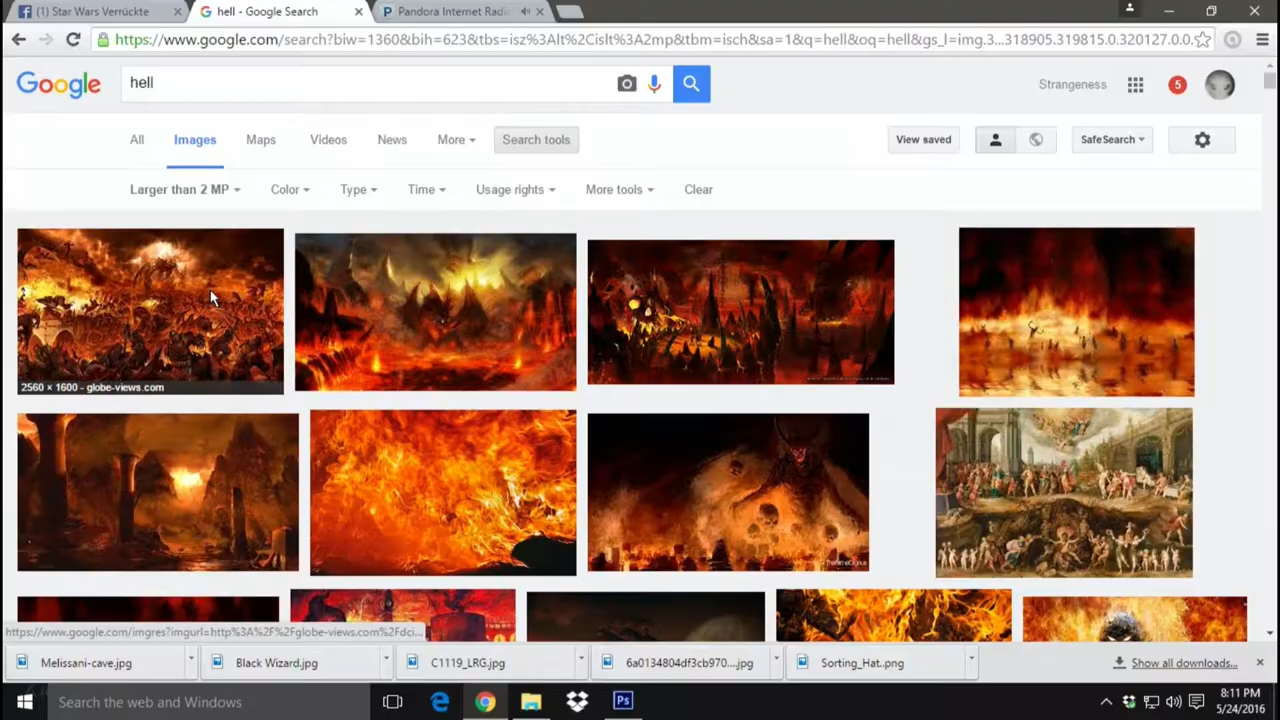 (1) Star Wars Verrückte
hell - Google Search
Pandora Internet Radi
https://www.google.com/search?biw=1360&bih=623&tbs=isz%3Alt%2Cislt%3A2mp&tbm=isch&sa=1&q=hell&oq=hell&gs_l=img.3...318905.319815.0.320127.0.0.
Google
hell
Strangeness
5
All
Images
Maps
Videos
News
More
Search tools
View saved
SafeSearch
Larger than 2 MP
Color
Type
Time
Usage rights
More tools
Clear
2560 × 1600 - globe-views.com
https://www.google.com/imgres?imgurl=http%3A%2F%2Fglobe-views.com%2Fdci...
Melissani-cave.jpg
Black Wizard.jpg
C1119_LRG.jpg
6a0134804df3cb970....jpg
Sorting_Hat..png
Show all downloads...
Search the web and Windows
Ps
8:11 PM
5/24/2016